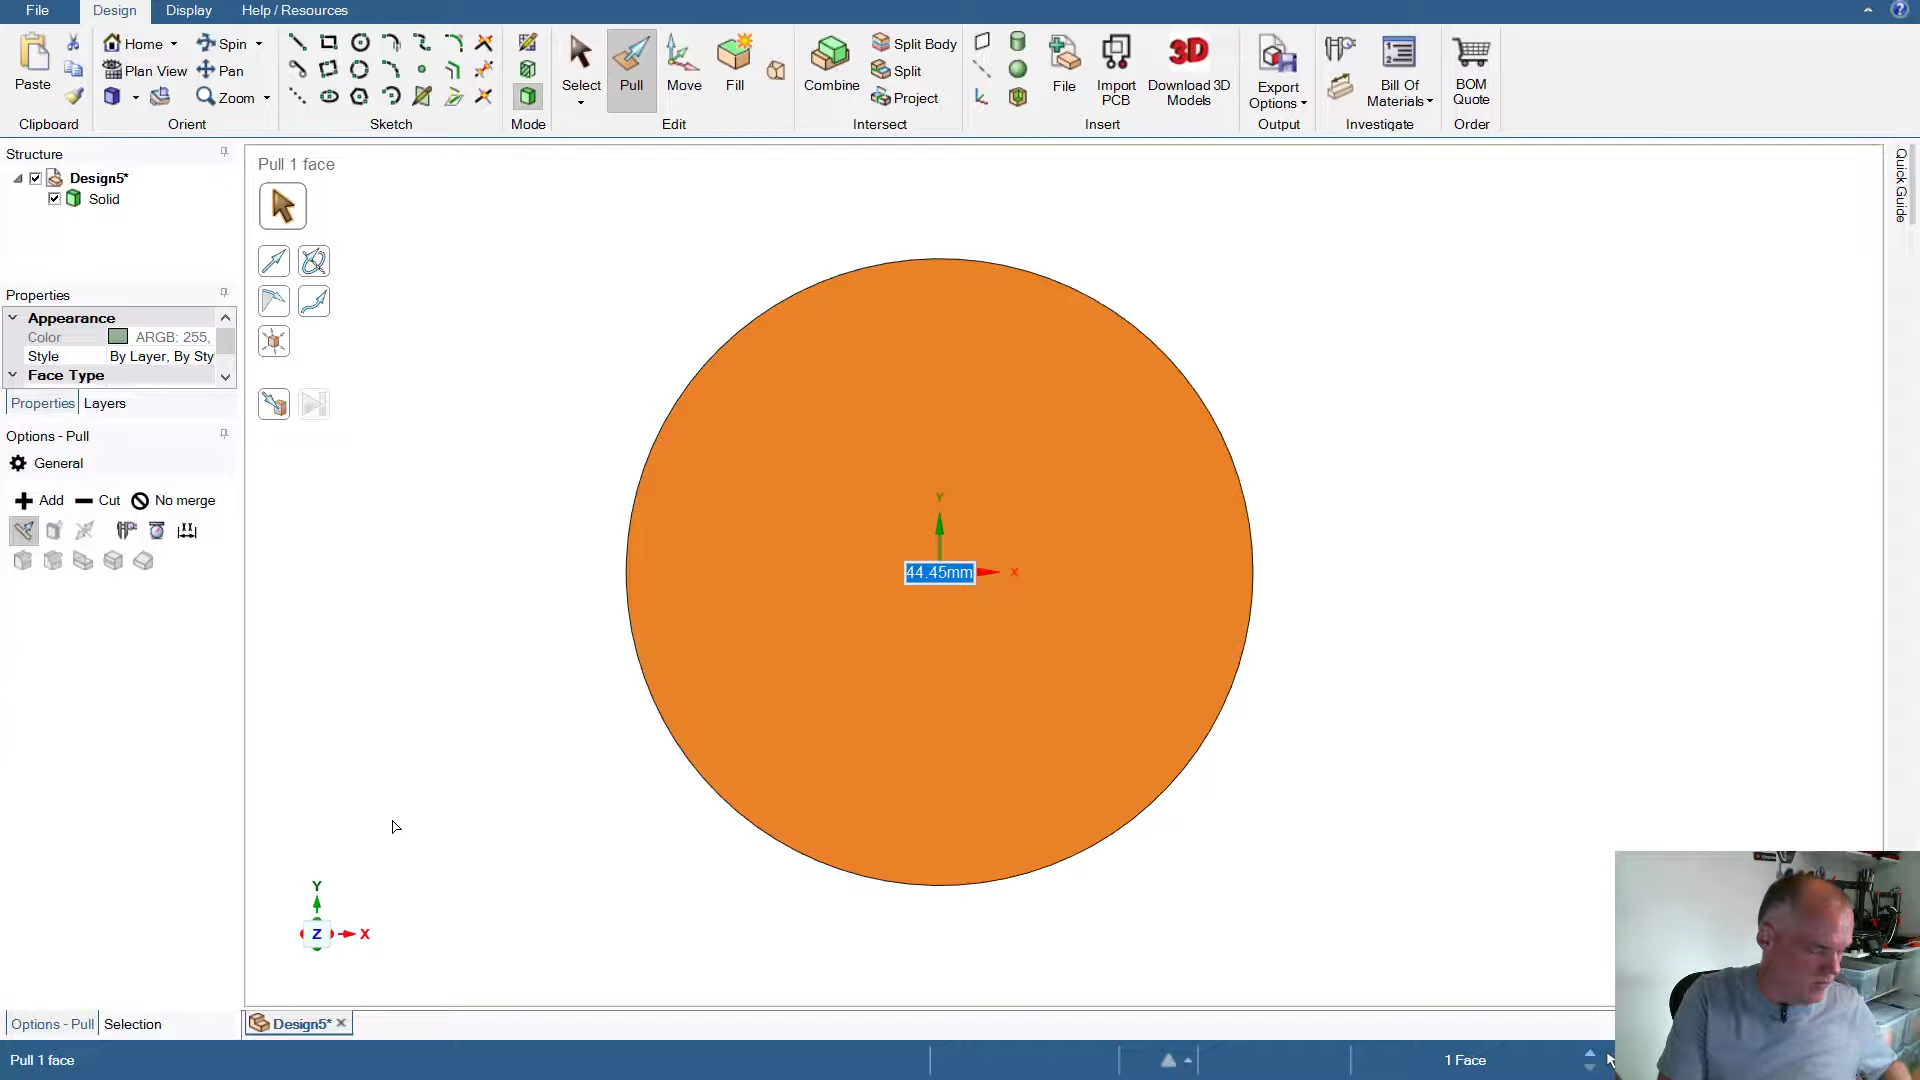 File Design Display Help / Resources
Paste
Home Spin
Plan View Pan
Zoom
Select Pull Move Fill
Combine
Split Body
Split
Project
File Import PCB Download 3D Models
3D
Export Options
Bill Of Materials
BOM Quote
Clipboard Orient Sketch Mode Edit Intersect Insert Output Investigate Order
Structure
Design5*
Solid
Properties
Appearance
Color ARGB: 255,
Style By Layer, By Sty
Face Type
Properties Layers
Options - Pull
General
Add Cut No merge
Pull 1 face
Quick Guide
Y
44.45mm X
Y
Z X
Options - Pull Selection
Design5*
Pull 1 face
1 Face